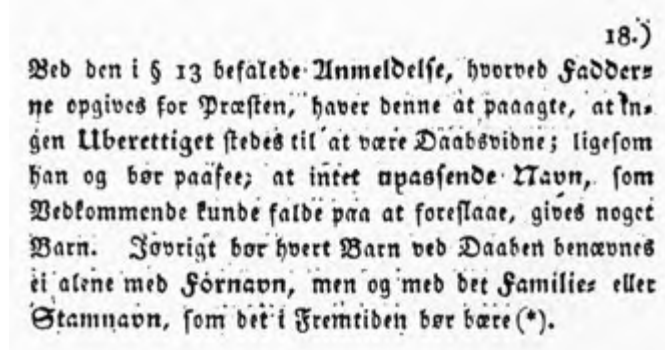 18.)
Ved den i § 13 befalede Anmeldelse, hvorved Fadder⸗
ne opgives for Præsten, haver denne at paaagte, at In⸗
gen Uberettiget stedes til at være Daabsvidne; ligesom
han og bør paasee; at intet upassende Navn, som
Vedkommende kunde falde paa at foreslaae, gives noget
Barn. Jøvrigt bør hvert Barn ved Daaben benævnes
ei alene med Fornavn, men og med det Familie⸗ eller
Stamnavn, som det i Fremtiden bør bære (*).